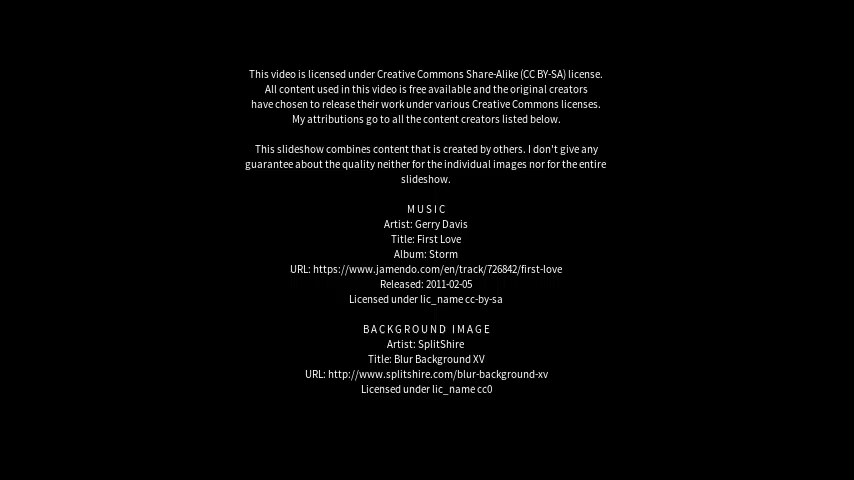 This video is licensed under Creative Commons Share-Alike (CC BY-SA) license.
All content used in this video is free available and the original creators
have chosen to release their work under various Creative Commons licenses.
My attributions go to all the content creators listed below.
This slideshow combines content that is created by others. I don't give any
guarantee about the quality neither for the individual images nor for the entire
slideshow.
MUSIC
Artist: Gerry Davis
Title: First Love
Album: Storm
URL: https://www.jamendo.com/en/track/726842/first-love
Released: 2011-02-05
Licensed under lic_name cc-by-sa
BACKGROUND IMAGE
Artist: SplitShire
Title: Blur Background XV
URL: http://www.splitshire.com/blur-background-xv
Licensed under lic_name cc0